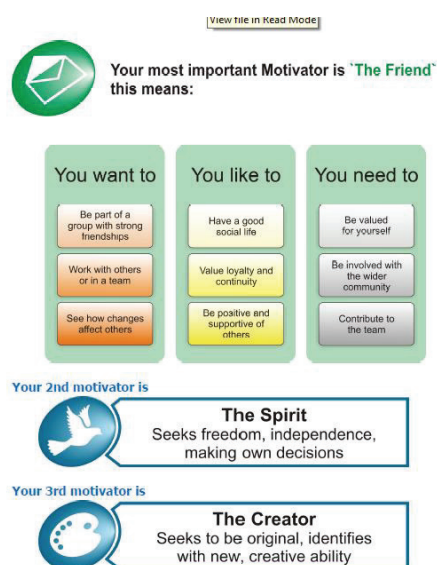 View file in Read Mode
Your most important Motivator is `The Friend`
this means:
You want to
Be part of a
group with strong
friendships
Work with others
or in a team
See how changes
affect others
You like to
Have a good
social life
Value loyalty and
continuity
Be positive and
supportive of
others
You need to
Be valued
for yourself
Be involved with
the wider
community
Contribute to
the team
Your 2nd motivator is
The Spirit
Seeks freedom, independence,
making own decisions
Your 3rd motivator is
The Creator
Seeks to be original, identifies
with new, creative ability